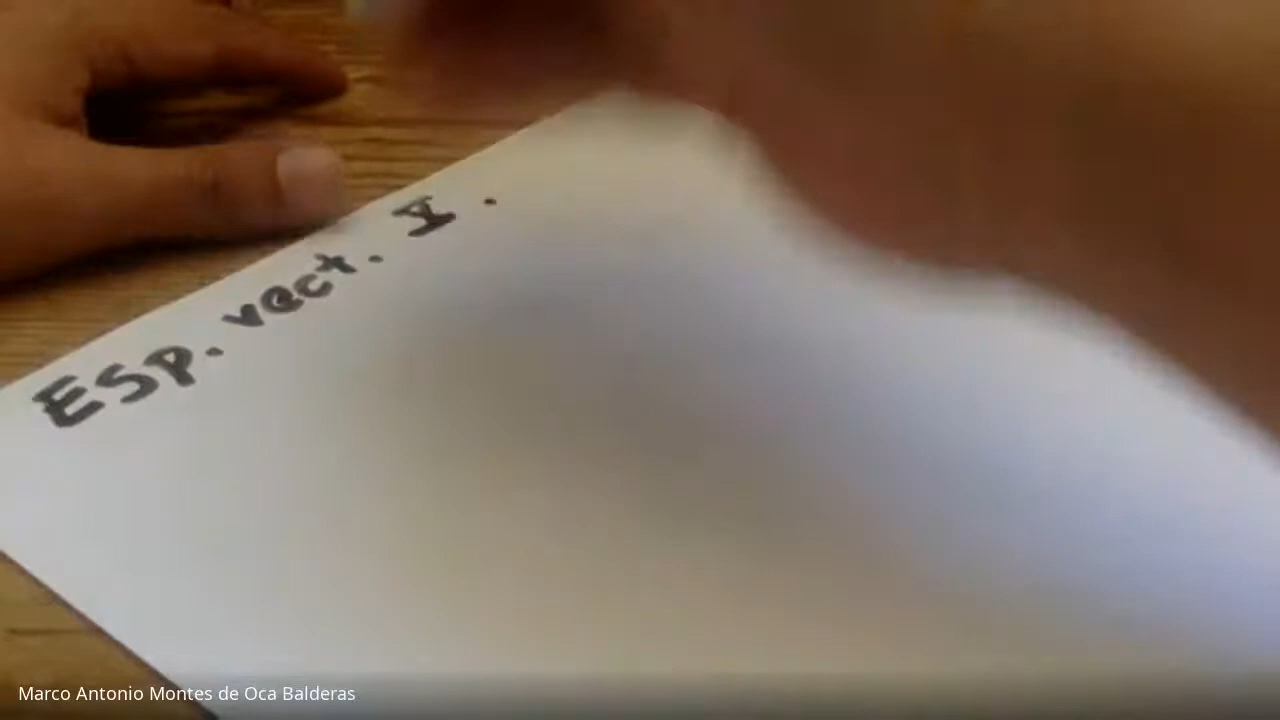 Esp. vect. I.
Marco Antonio Montes de Oca Balderas